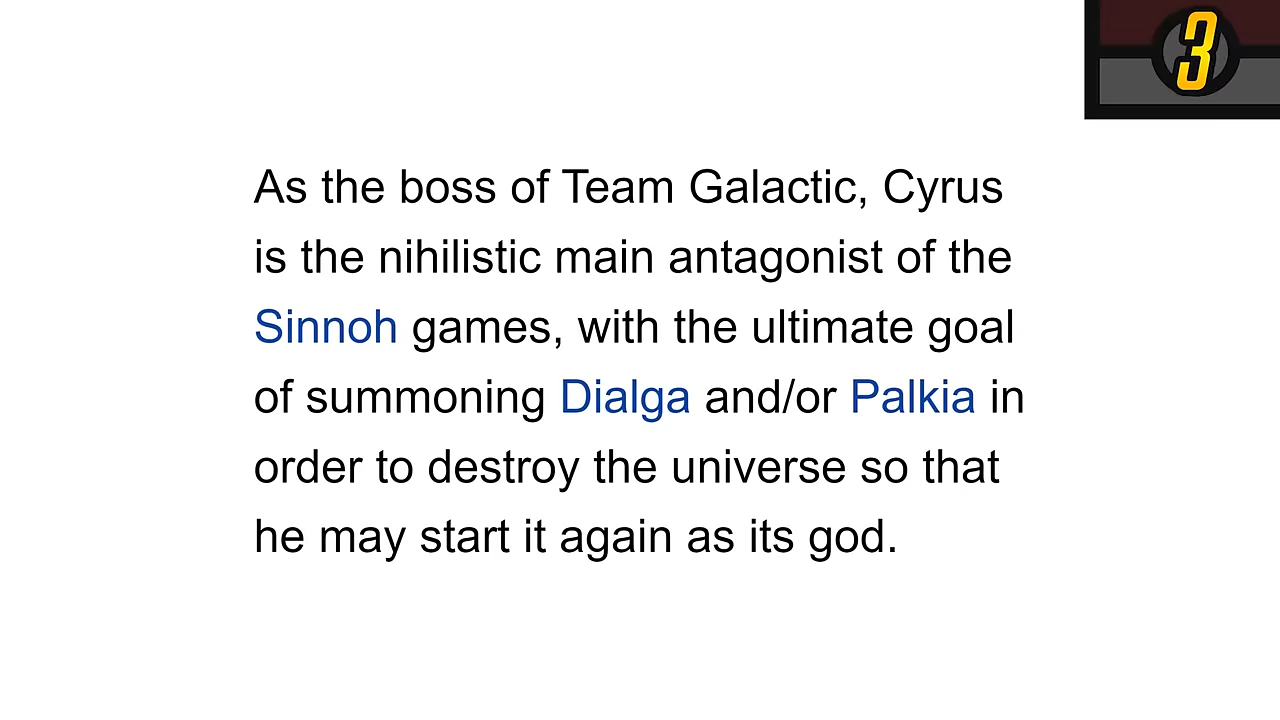 3
As the boss of Team Galactic, Cyrus
is the nihilistic main antagonist of the
Sinnoh games, with the ultimate goal
of summoning Dialga and/or Palkia in
order to destroy the universe so that
he may start it again as its god.